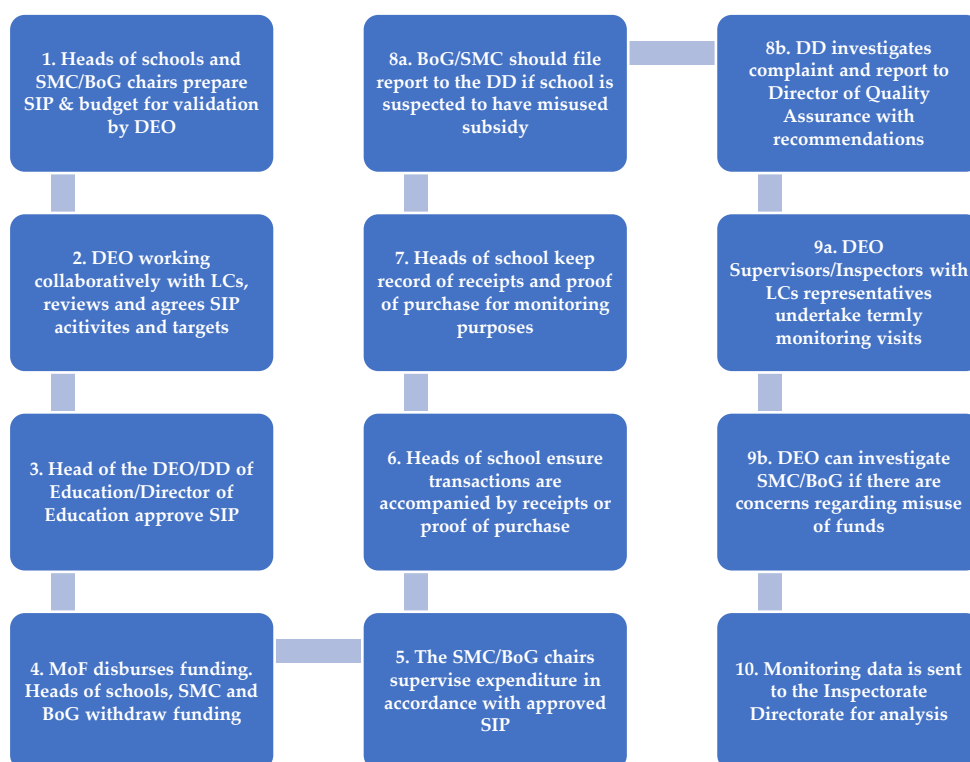 1. Heads of schools and
SMC/BoG chairs prepare
SIP & budget for validation
by DEO
2. DEO working
collaboratively with LCs,
reviews and agrees SIP
acitivites and targets
3. Head of the DEO/DD of
Education/Director of
Education approve SIP
4. MoF disburses funding.
Heads of schools, SMC and
BoG withdraw funding
5. The SMC/BoG chairs
supervise expenditure in
accordance with approved
SIP
6. Heads of school ensure
transactions are
accompanied by receipts or
proof of purchase
7. Heads of school keep
record of receipts and proof
of purchase for monitoring
purposes
8a. BoG/SMC should file
report to the DD if school is
suspected to have misused
subsidy
8b. DD investigates
complaint and report to
Director of Quality
Assurance with
recommendations
9a. DEO
Supervisors/Inspectors with
LCs representatives
undertake termly
monitoring visits
9b. DEO can investigate
SMC/BoG if there are
concerns regarding misuse
of funds
10. Monitoring data is sent
to the Inspectorate
Directorate for analysis